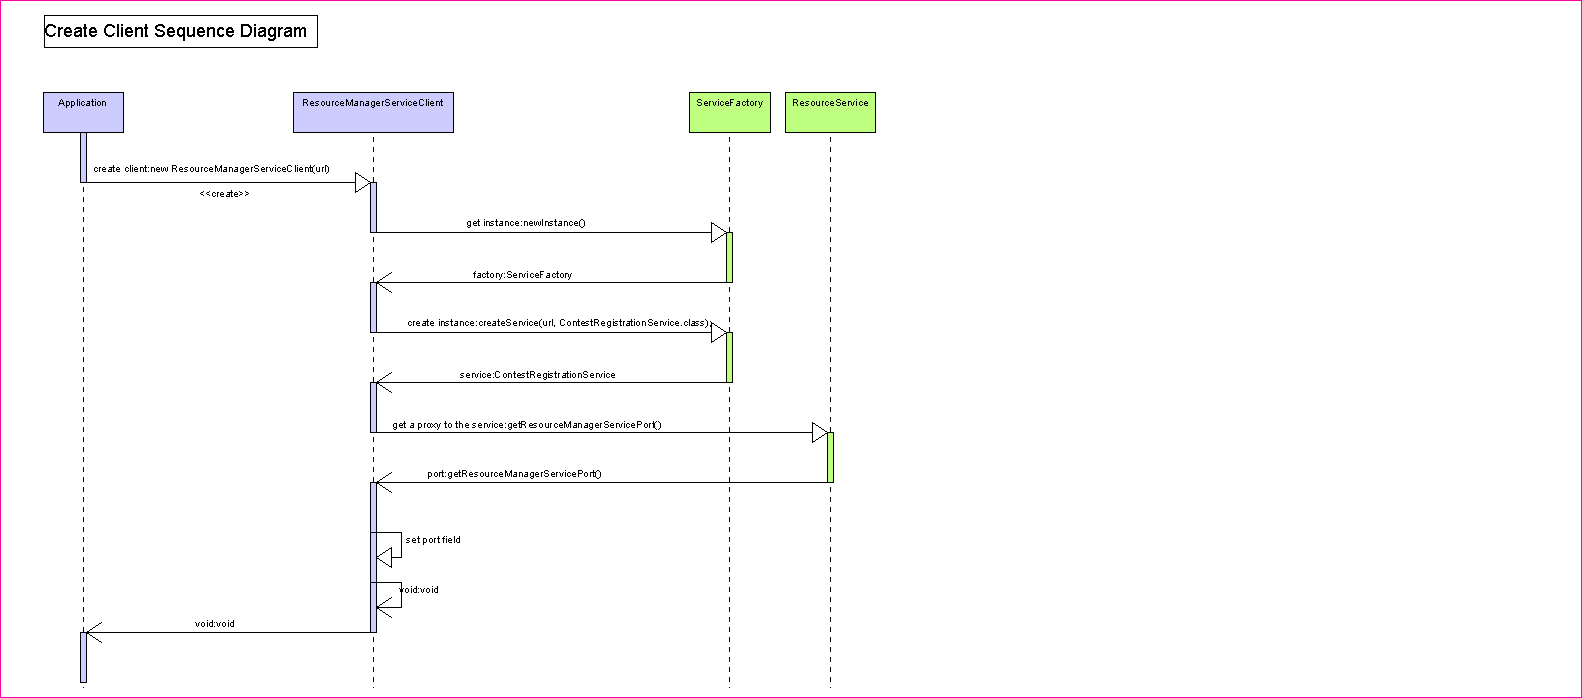 Create Client Sequence Diagram
Application
ResourceManagerServiceClient
ServiceFactory
ResourceService
create client:new ResourceManagerServiceClient(url)
<<create>>
get instance:newInstance()
factory:ServiceFactory
create instance:createService(url, ContestRegistrationService.class);
service:ContestRegistrationService
get a proxy to the service:getResourceManagerServicePort()
port:getResourceManagerServicePort()
set port field
void:void
void:void